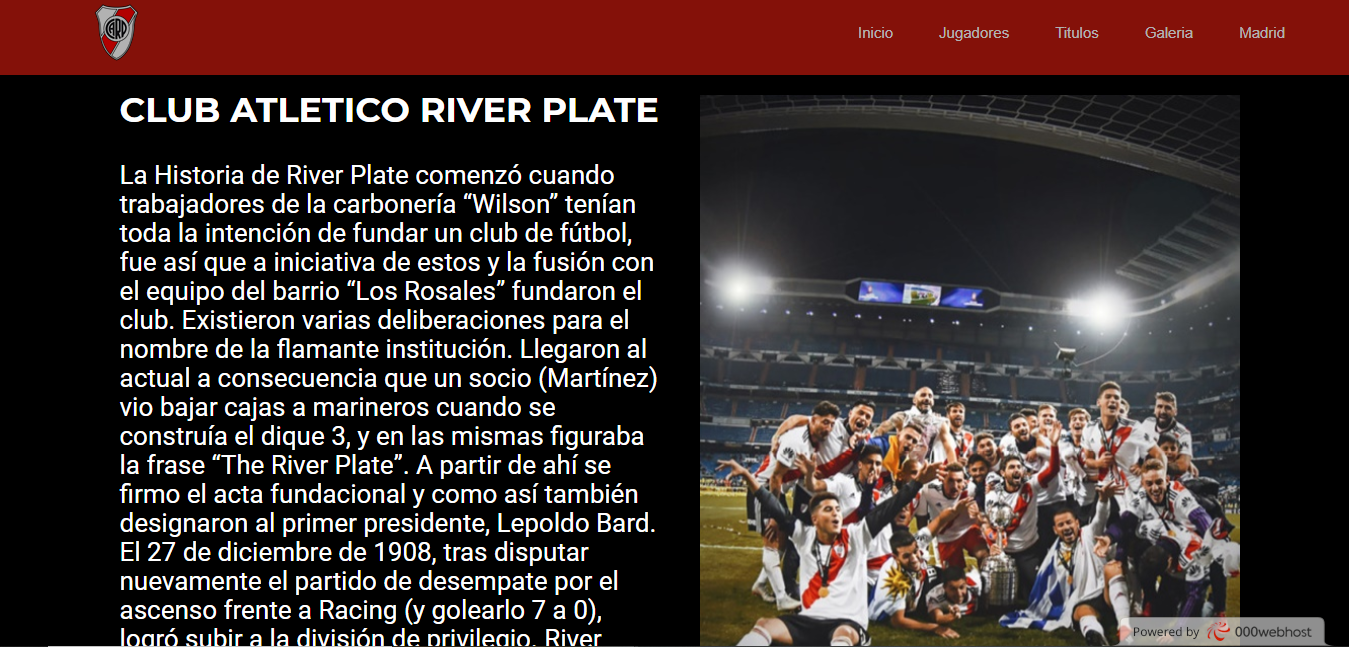 CARP
Inicio Jugadores Titulos Galeria Madrid
CLUB ATLETICO RIVER PLATE
La Historia de River Plate comenzó cuando
trabajadores de la carbonería “Wilson” tenían
toda la intención de fundar un club de fútbol,
fue así que a iniciativa de estos y la fusión con
el equipo del barrio “Los Rosales” fundaron el
club. Existieron varias deliberaciones para el
nombre de la flamante institución. Llegaron al
actual a consecuencia que un socio (Martínez)
vio bajar cajas a marineros cuando se
construía el dique 3, y en las mismas figuraba
la frase “The River Plate”. A partir de ahí se
firmo el acta fundacional y como así también
designaron al primer presidente, Lepoldo Bard.
El 27 de diciembre de 1908, tras disputar
nuevamente el partido de desempate por el
ascenso frente a Racing (y golearlo 7 a 0),
logró subir a la división de privilegio. River
Powered by 000webhost